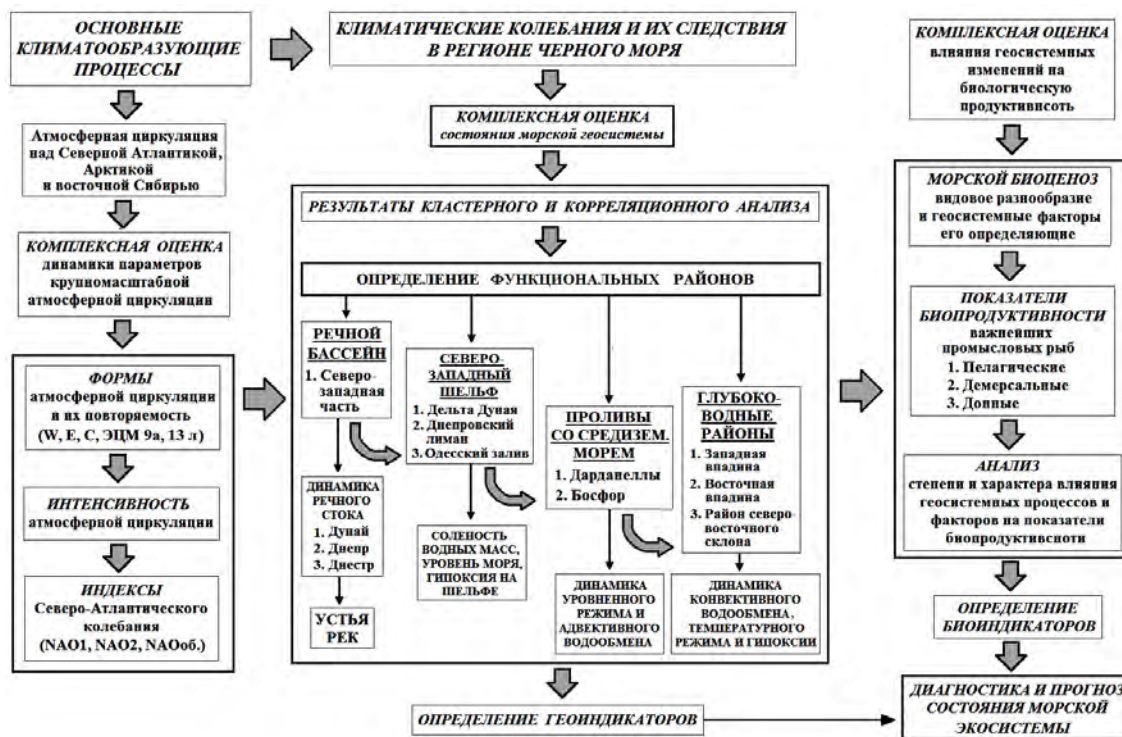 ОСНОВНЫЕ
КЛИМАТООБРАЗУЮЩИЕ
ПРОЦЕССЫ
Атмосферная циркуляция
над Северной Атлантикой,
Арктикой
и восточной Сибирью
КОМПЛЕКСНАЯ ОЦЕНКА
динамики параметров
крупномасштабной
атмосферной циркуляции
ФОРМЫ
атмосферной циркуляции
и их повторяемость
(W, E, C, ЭЦМ 9а, 13 л)
ИНТЕНСИВНОСТЬ
атмосферной циркуляции
ИНДЕКСЫ
Северо-Атлантического
колебания
(NAO1, NAO2, NAOоб.)
КЛИМАТИЧЕСКИЕ КОЛЕБАНИЯ И ИХ СЛЕДСТВИЯ
В РЕГИОНЕ ЧЕРНОГО МОРЯ
КОМПЛЕКСНАЯ ОЦЕНКА
состояния морской геосистемы
РЕЗУЛЬТАТЫ КЛАСТЕРНОГО И КОРРЕЛЯЦИОННОГО АНАЛИЗА
ОПРЕДЕЛЕНИЕ ФУНКЦИОНАЛЬНЫХ РАЙОНОВ
РЕЧНОЙ
БАССЕЙН
1. Северо-
западная
часть
ДИНАМИКА
РЕЧНОГО
СТОКА
1. Дунай
2. Днепр
3. Днестр
УСТЬЯ
РЕК
СЕВЕРО-
ЗАПАДНЫЙ
ШЕЛЬФ
1. Дельта Дуная
2. Днепровский
лиман
3. Одесский залив
СОЛЕНОСТЬ
ВОДНЫХ МАСС,
УРОВЕНЬ МОРЯ,
ГИПОКСИЯ НА
ШЕЛЬФЕ
ПРОЛИВЫ
СО СРЕДИЗЕМ.
МОРЕМ
1. Дарданеллы
2. Босфор
ДИНАМИКА
УРОВЕННОГО
РЕЖИМА И
АДВЕКТИВНОГО
ВОДООБМЕНА
ГЛУБОКО-
ВОДНЫЕ
РАЙОНЫ
1. Западная
впадина
2. Восточная
впадина
3. Район северо-
восточного
склона
ДИНАМИКА
КОНВЕКТИВНОГО
ВОДООБМЕНА,
ТЕМПЕРАТУРНОГО
РЕЖИМА И ГИПОКСИИ
ОПРЕДЕЛЕНИЕ ГЕОИНДИКАТОРОВ
КОМПЛЕКСНАЯ ОЦЕНКА
влияния геосистемных
изменений на
биологическую
продуктивнисоть
МОРСКОЙ БИОЦЕНОЗ
видовое разнообразие
и геосистемные факторы
его определяющие
ПОКАЗАТЕЛИ
БИОПРОДУКТИВНОСТИ
важнейших
промысловых рыб
1. Пелагические
2. Демерсальные
3. Донные
АНАЛИЗ
степени и характера влияния
геосистемных процессов и
факторов на показатели
биопродуктивсноти
ОПРЕДЕЛЕНИЕ
БИОИНДИКАТОРОВ
ДИАГНОСТИКА И ПРОГНОЗ
СОСТОЯНИЯ МОРСКОЙ
ЭКОСИСТЕМЫ